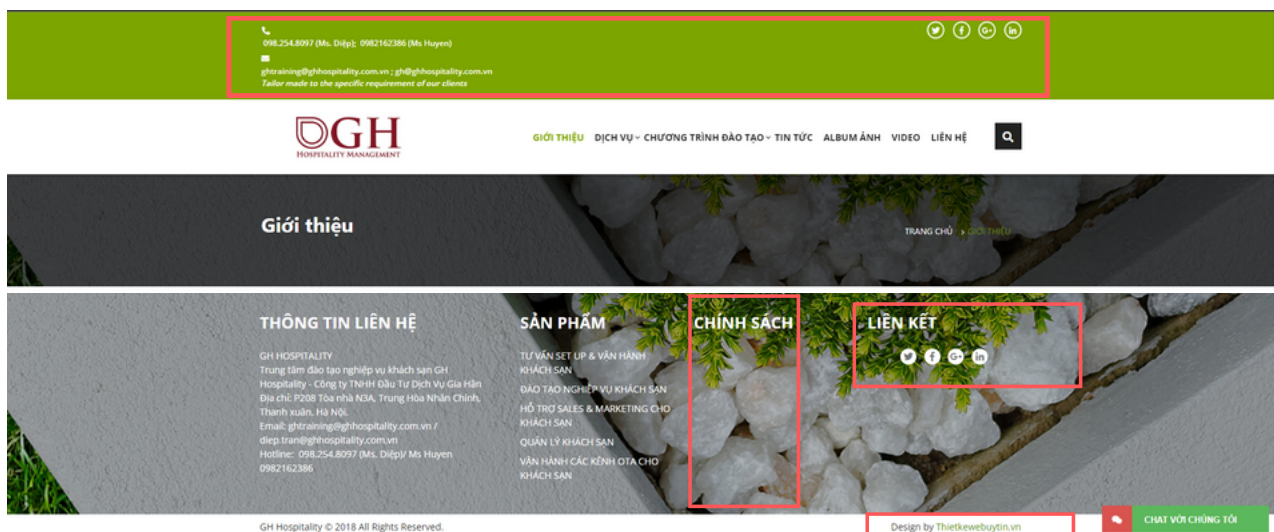 098.254.8097 (Ms. Diệp); 0982162386 (Ms Huyen)
ghtraining@ghhospitality.com.vn ; gh@ghhospitality.com.vn
Tailor made to the specific requirement of our clients
GH
HOSPITALITY MANAGEMENT
GIỚI THIỆU DỊCH VỤ CHƯƠNG TRÌNH ĐÀO TẠO TIN TỨC ALBUM ẢNH VIDEO LIÊN HỆ
Giới thiệu
TRANG CHỦ › GIỚI THIỆU
THÔNG TIN LIÊN HỆ
GH HOSPITALITY
Trung tâm đào tạo nghiệp vụ khách sạn GH
Hospitality - Công ty TNHH Đầu Tư Dịch Vụ Gia Hân
Địa chỉ: P208 Tòa nhà N3A, Trung Hòa Nhân Chính,
Thanh xuân, Hà Nội.
Email: ghtraining@ghhospitality.com.vn /
diep.tran@ghhospitality.com.vn
Hotline: 098.254.8097 (Ms. Diệp)/ Ms Huyen
0982162386
SẢN PHẨM
TƯ VẤN SET UP & VẬN HÀNH
KHÁCH SẠN
ĐÀO TẠO NGHIỆP VỤ KHÁCH SẠN
HỖ TRỢ SALES & MARKETING CHO
KHÁCH SẠN
QUẢN LÝ KHÁCH SẠN
VẬN HÀNH CÁC KÊNH OTA CHO
KHÁCH SẠN
CHÍNH SÁCH
LIÊN KẾT
GH Hospitality © 2018 All Rights Reserved.
Design by Thietkewebuytin.vn
CHAT VỚI CHÚNG TÔI